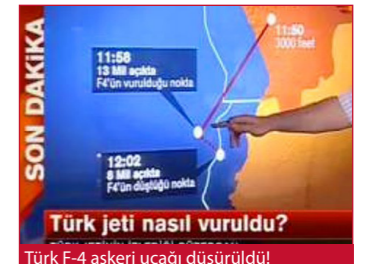 SON DAKİKA
11:50
3000 feet
11:58
13 Mil açıkta
F4'ün vurulduğu nokta
12:02
8 Mil açıkta
F4'ün düştüğü nokta
Türk jeti nasıl vuruldu?
Türk F-4 askeri uçağı düşürüldü!